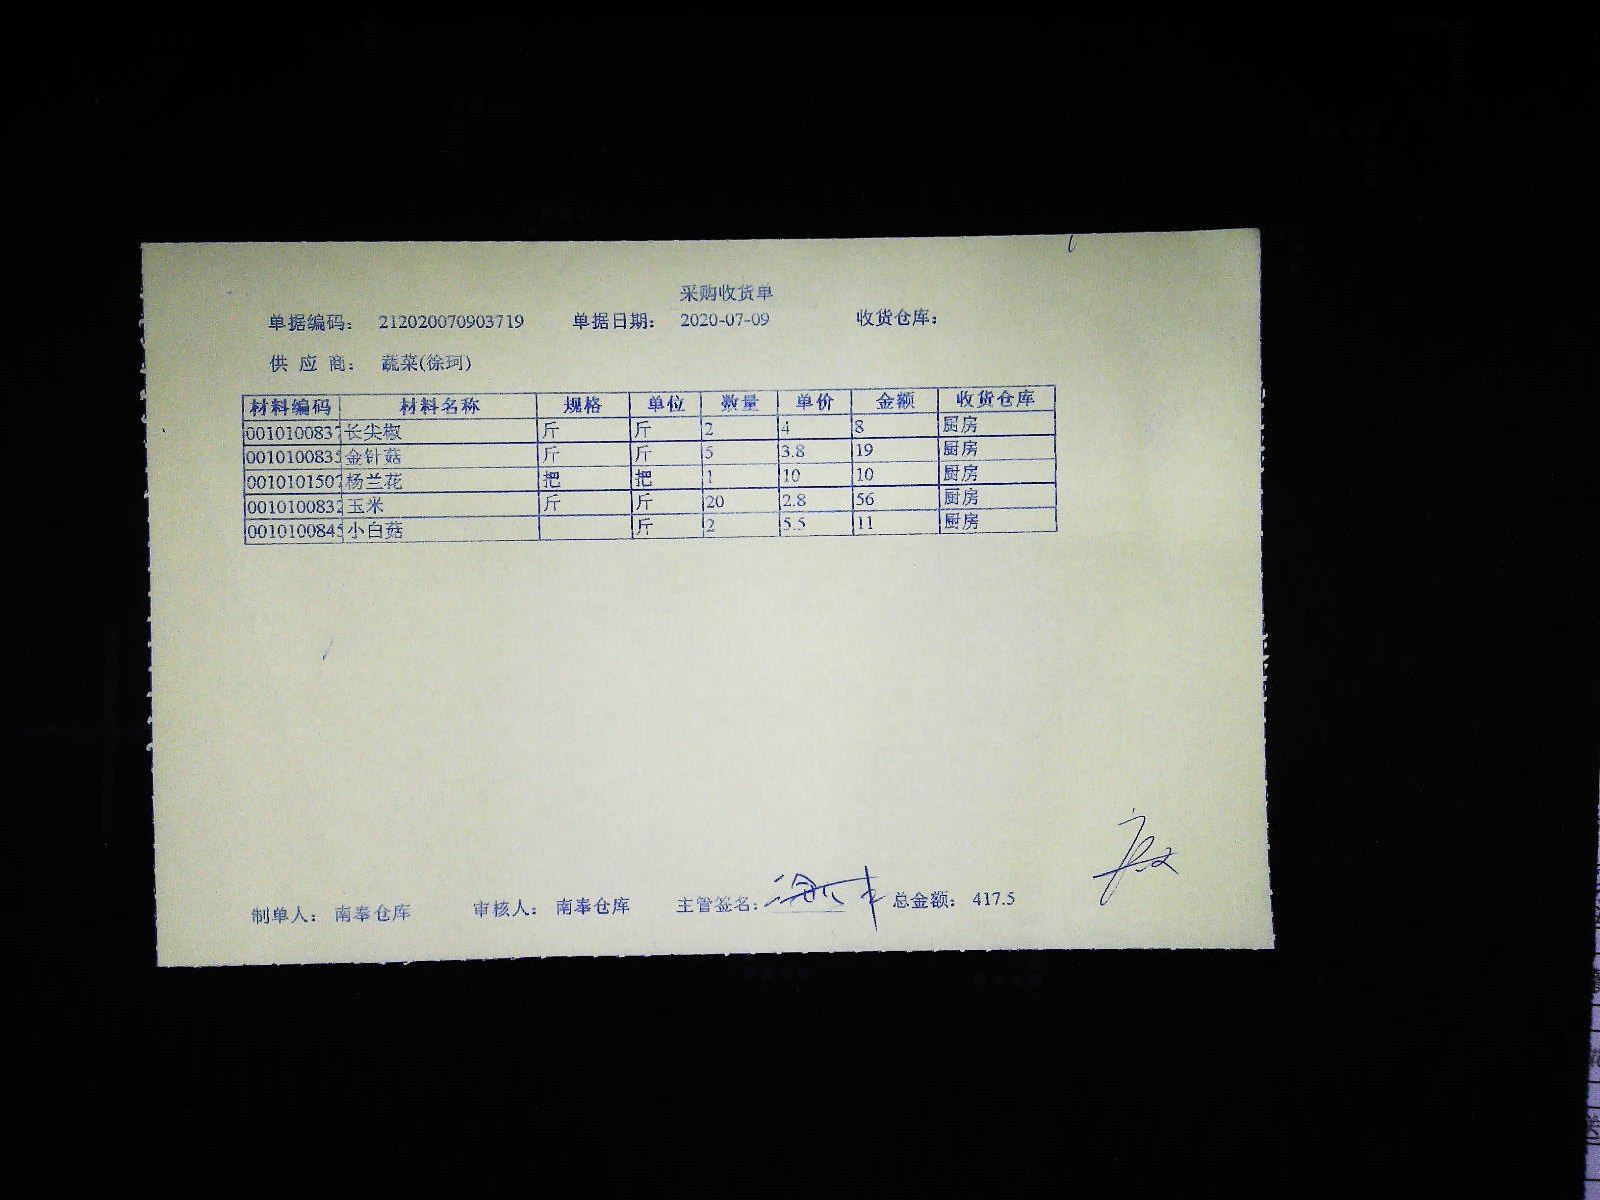 采购收货单
单据编码: 212020070903719 单据日期: 2020-07-09 收货仓库:
供 应 商: 蔬菜(徐珂)
材料编码 材料名称 规格 单位 数量 单价 金额 收货仓库
0010100837 长尖椒 斤 斤 2 4 8 厨房
0010100835 金针菇 斤 斤 5 3.8 19 厨房
0010101507 杨兰花 把 把 1 10 10 厨房
0010100832 玉米 斤 斤 20 2.8 56 厨房
0010100845 小白菇 斤 2 5.5 11 厨房
制单人: 南奉仓库 审核人: 南奉仓库 主管签名: 总金额: 417.5